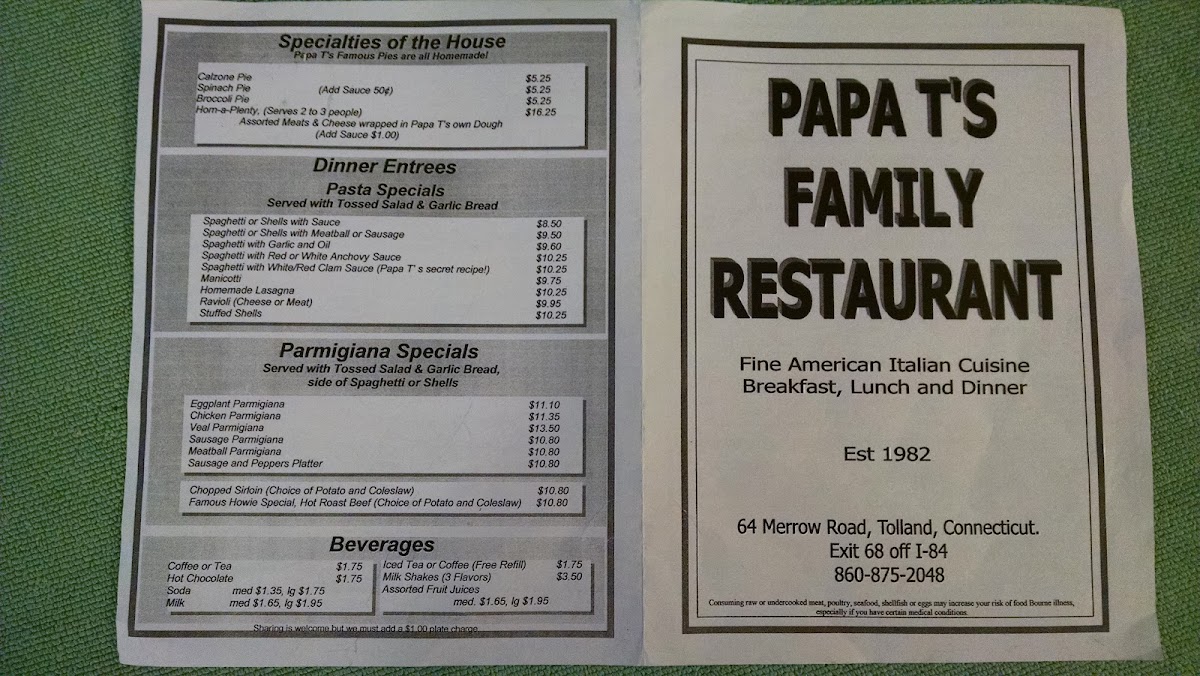 Specialties of the House
Papa T's Famous Pies are all Homemade!
Calzone Pie $5.25
Spinach Pie (Add Sauce 50¢) $5.25
Broccoli Pie $5.25
Horn-a-Plenty, (Serves 2 to 3 people) $16.25
Assorted Meats & Cheese wrapped in Papa T's own Dough
(Add Sauce $1.00)
Dinner Entrees
Pasta Specials
Served with Tossed Salad & Garlic Bread
Spaghetti or Shells with Sauce $8.50
Spaghetti or Shells with Meatball or Sausage $9.50
Spaghetti with Garlic and Oil $9.60
Spaghetti with Red or White Anchovy Sauce $10.25
Spaghetti with White/Red Clam Sauce (Papa T' s secret recipe!) $10.25
Manicotti $9.75
Homemade Lasagna $10.25
Ravioli (Cheese or Meat) $9.95
Stuffed Shells $10.25
Parmigiana Specials
Served with Tossed Salad & Garlic Bread,
side of Spaghetti or Shells
Eggplant Parmigiana $11.10
Chicken Parmigiana $11.35
Veal Parmigiana $13.50
Sausage Parmigiana $10.80
Meatball Parmigiana $10.80
Sausage and Peppers Platter $10.80
Chopped Sirloin (Choice of Potato and Coleslaw) $10.80
Famous Howie Special, Hot Roast Beef (Choice of Potato and Coleslaw) $10.80
Beverages
Coffee or Tea $1.75
Hot Chocolate $1.75
Soda med $1.35, lg $1.75
Milk med $1.65, lg $1.95
Iced Tea or Coffee (Free Refill) $1.75
Milk Shakes (3 Flavors) $3.50
Assorted Fruit Juices
med. $1.65, lg $1.95
Sharing is welcome but we must add a $1.00 plate charge.
PAPA T'S
FAMILY
RESTAURANT
Fine American Italian Cuisine
Breakfast, Lunch and Dinner
Est 1982
64 Merrow Road, Tolland, Connecticut.
Exit 68 off I-84
860-875-2048
Consuming raw or undercooked meat, poultry, seafood, shellfish or eggs may increase your risk of food Bourne illness,
especially if you have certain medical conditions.